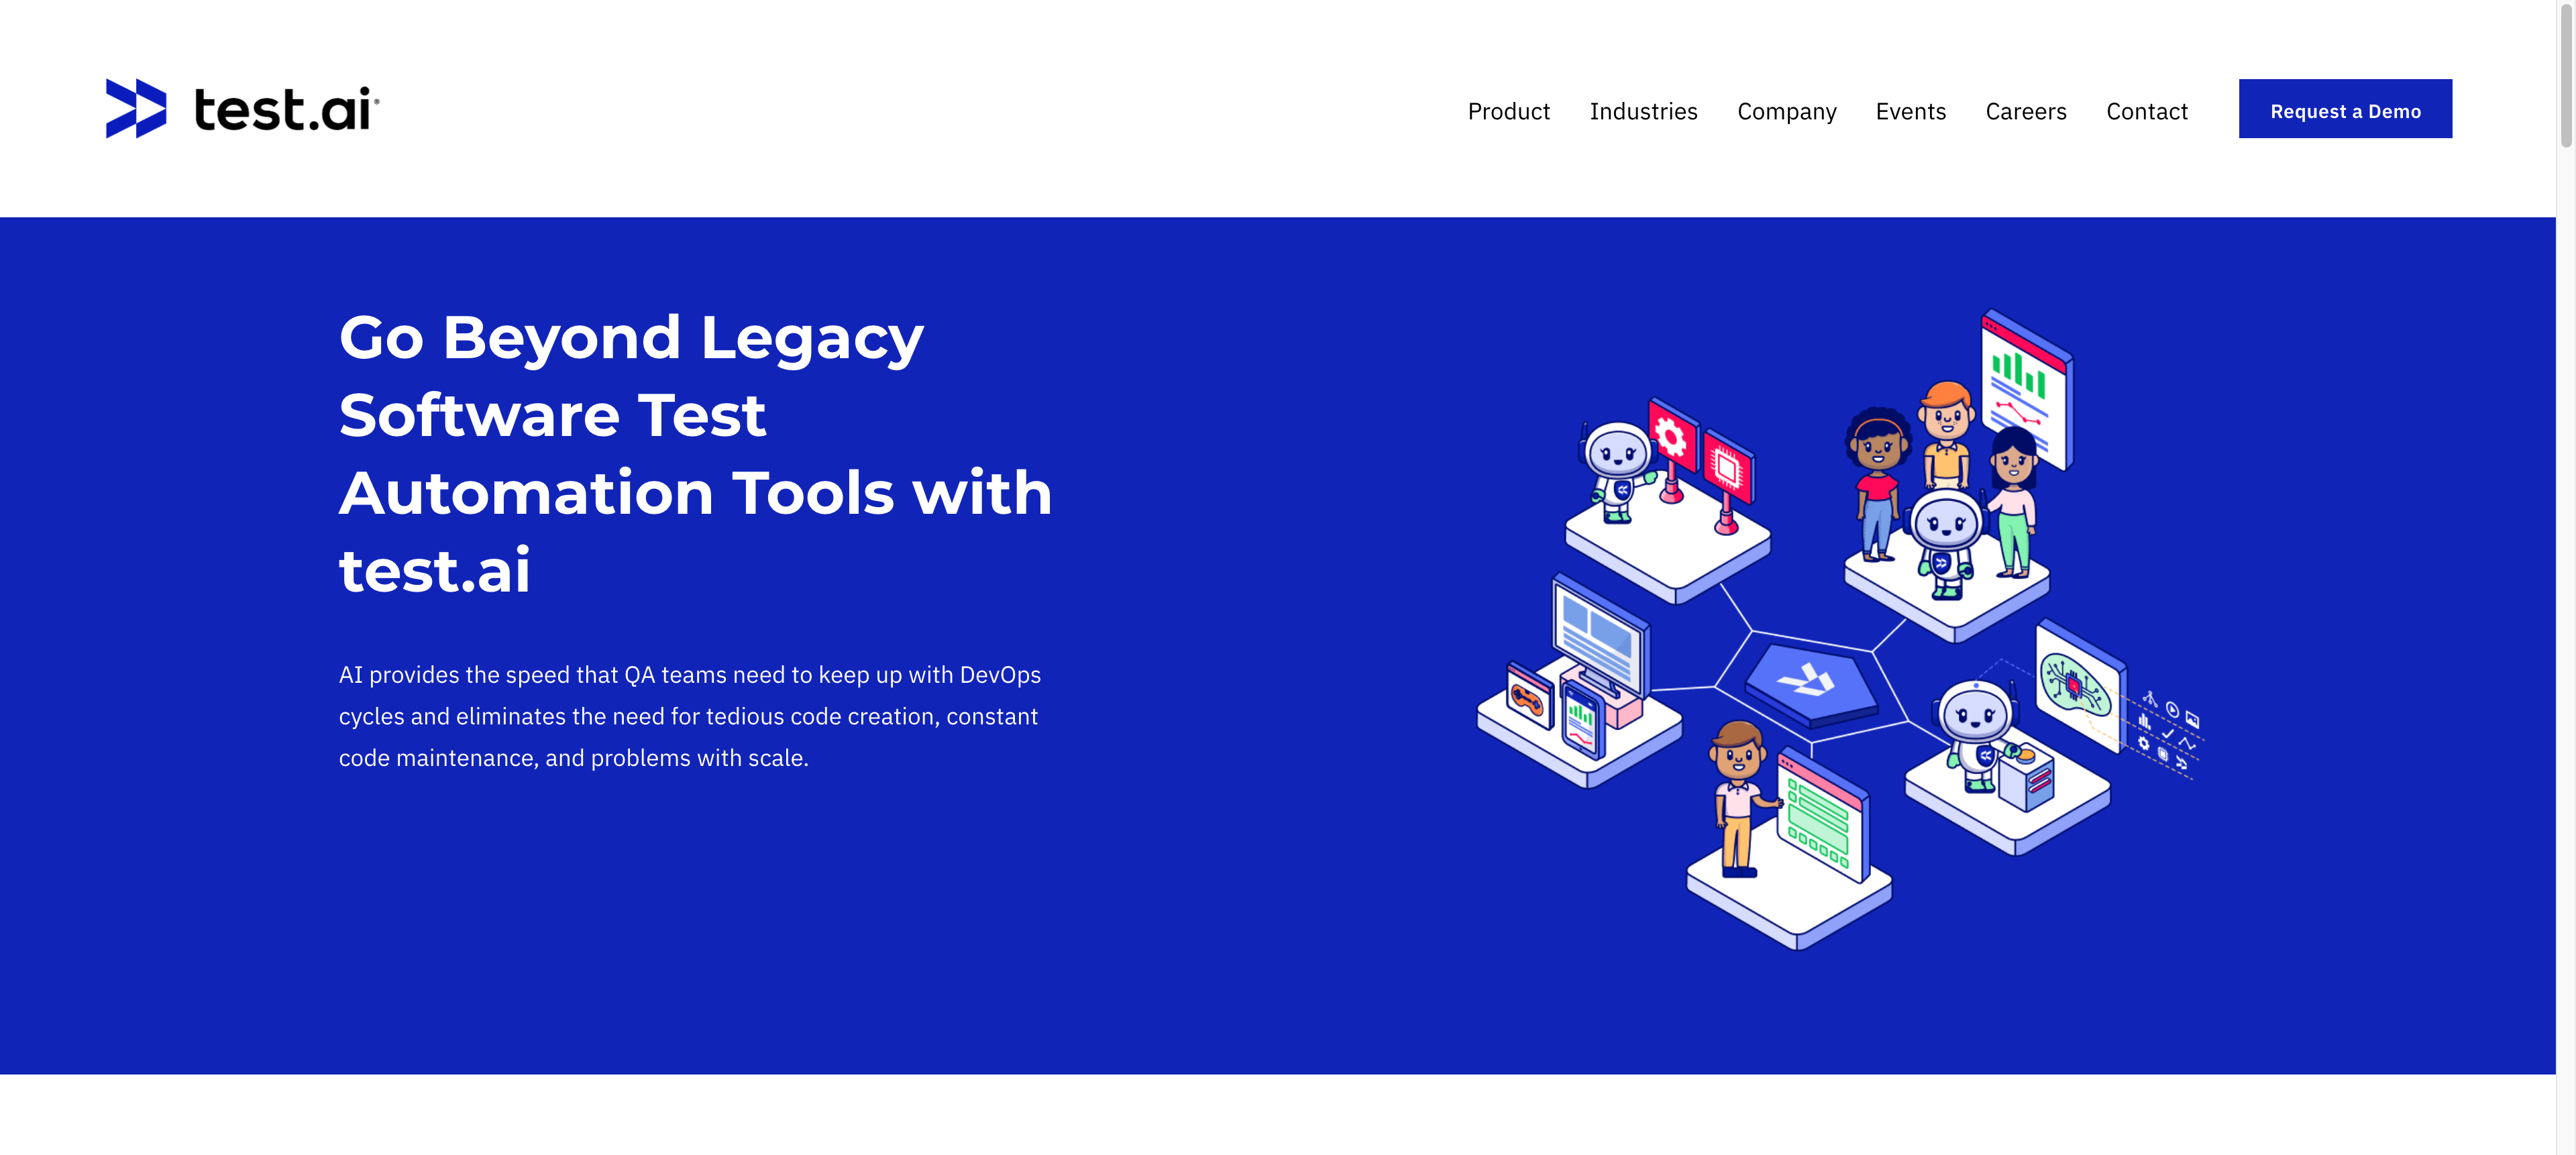 test.ai®
Product Industries Company Events Careers Contact Request a Demo
Go Beyond Legacy
Software Test
Automation Tools with
test.ai
AI provides the speed that QA teams need to keep up with DevOps
cycles and eliminates the need for tedious code creation, constant
code maintenance, and problems with scale.